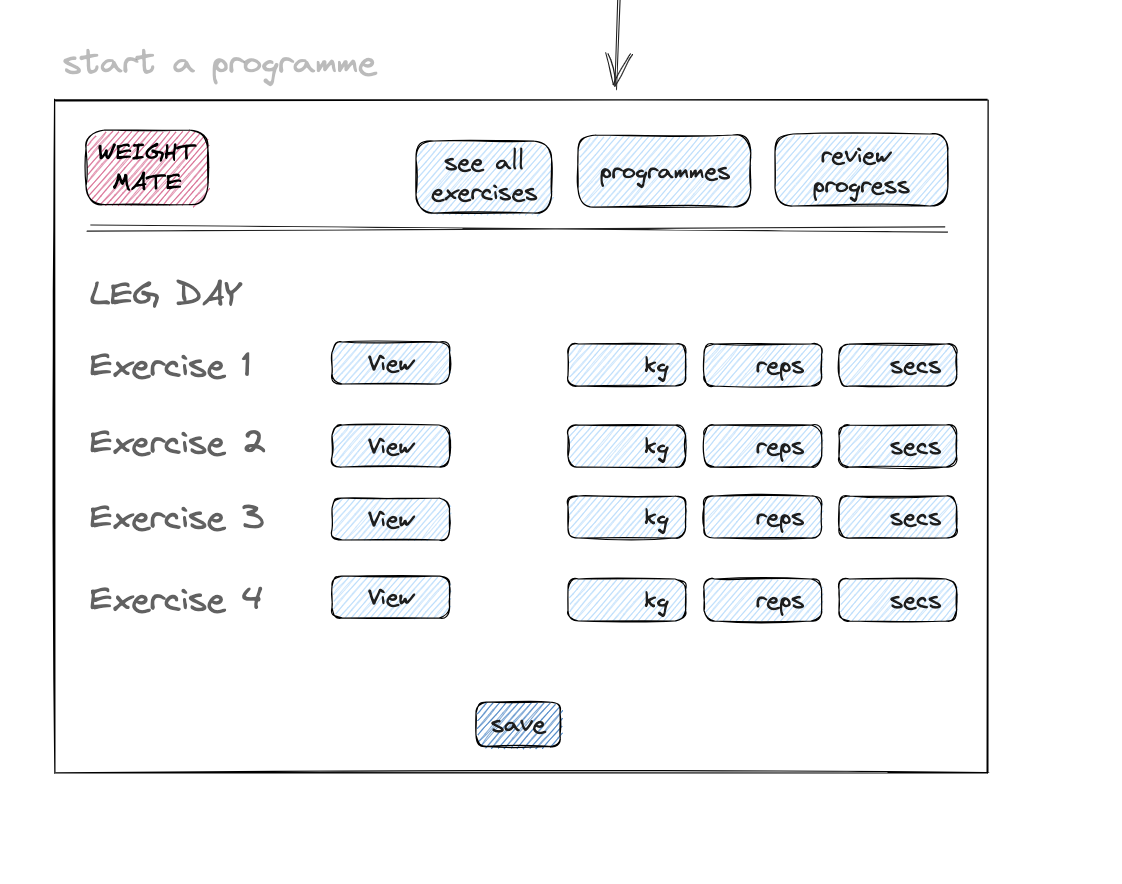 start a programme
WEIGHT
MATE
see all
exercises
programmes
review
progress
LEG DAY
Exercise 1 View kg reps secs
Exercise 2 View kg reps secs
Exercise 3 View kg reps secs
Exercise 4 View kg reps secs
save